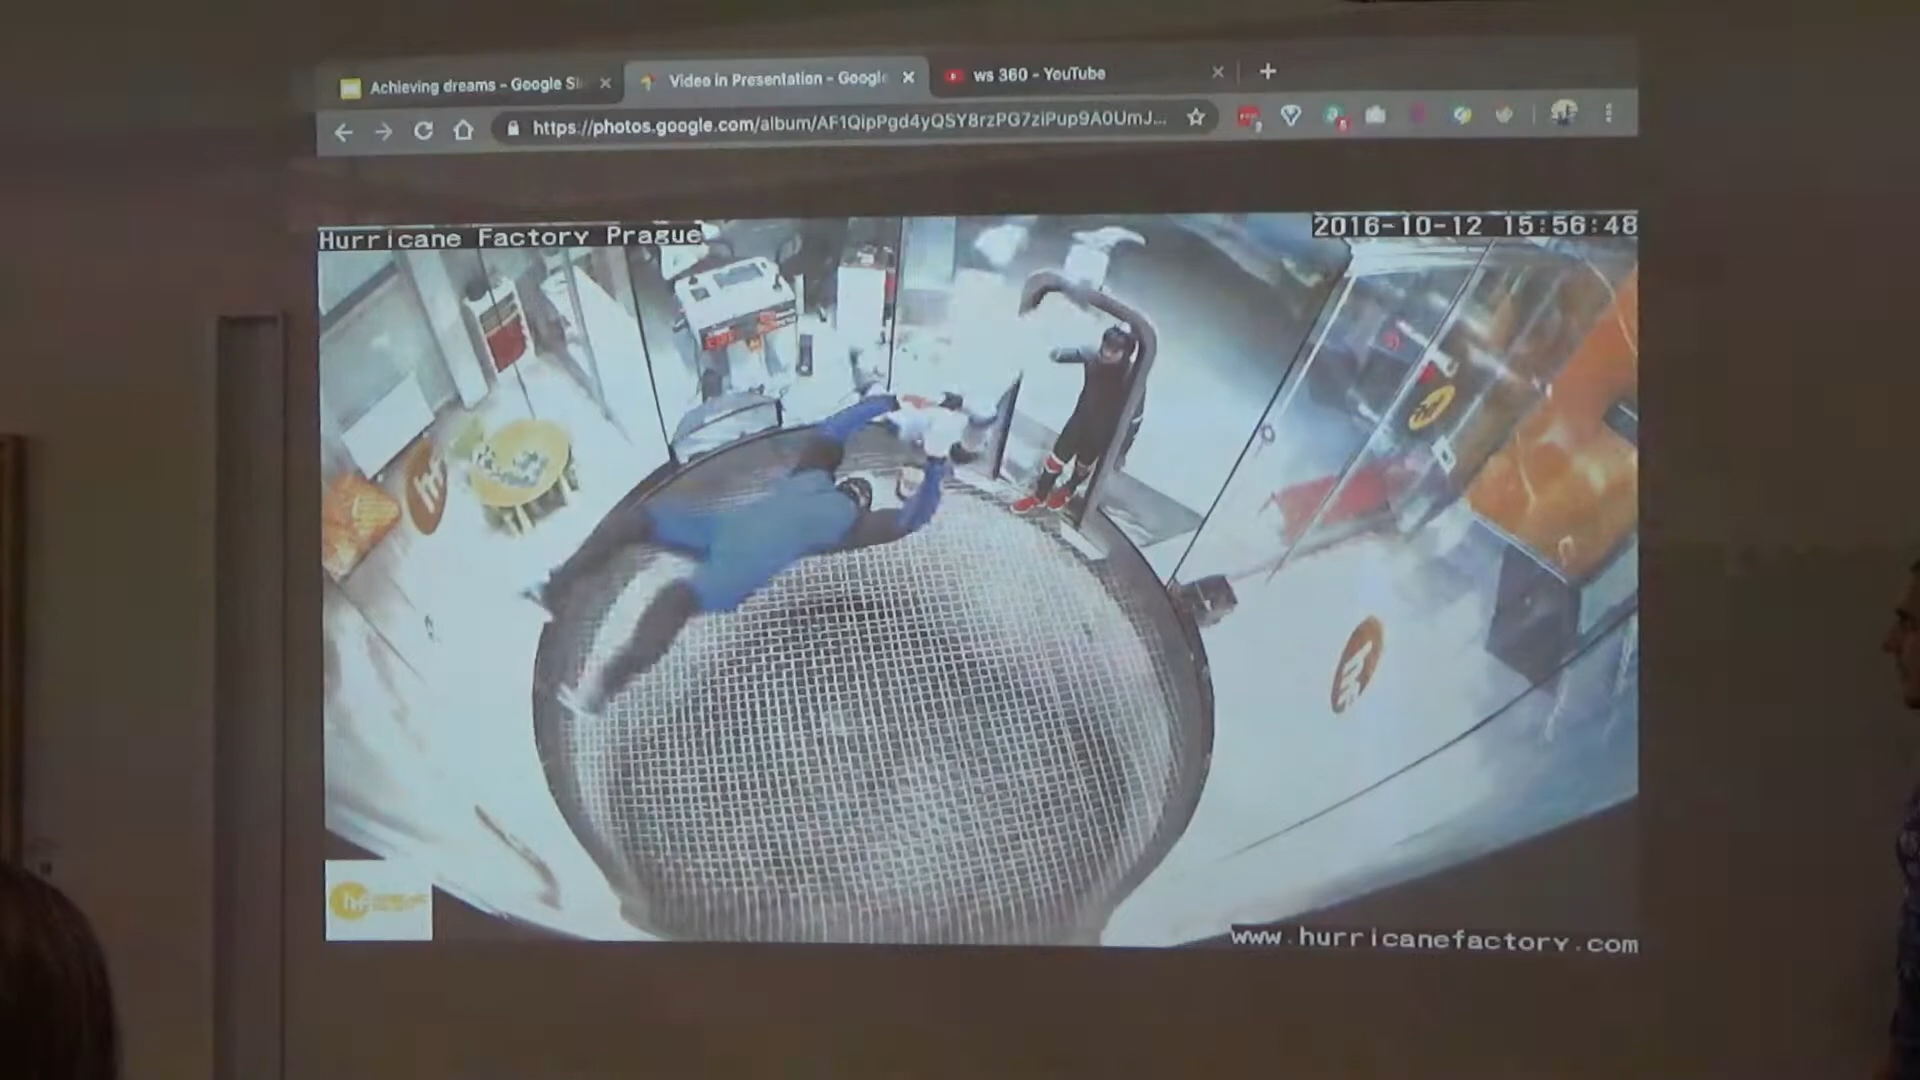 Achieving dreams - Google Sl
Video in Presentation - Google
ws 360 - YouTube
https://photos.google.com/album/AF1QipPgd4yQSY8rzPG7ziPup9A0UmJ...
Hurricane Factory Prague
2016-10-12 15:56:48
www.hurricanefactory.com